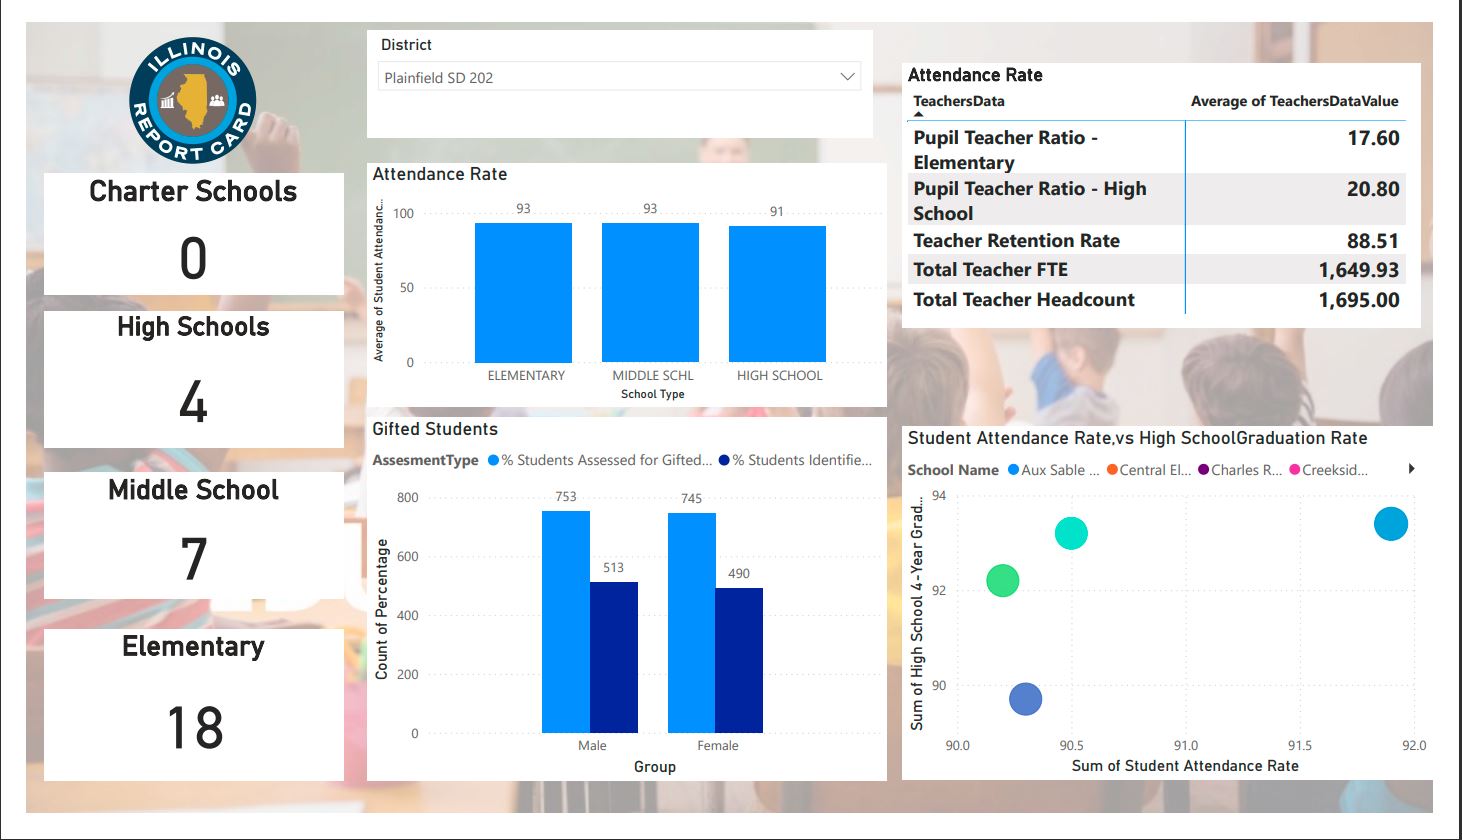 ILLINOIS
REPORT CARD
Charter Schools
0
High Schools
4
Middle School
7
Elementary
18
District
Plainfield SD 202
Attendance Rate
Average of Student Attendanc...
100
50
0
93
93
91
ELEMENTARY
MIDDLE SCHL
HIGH SCHOOL
School Type
Gifted Students
AssesmentType
% Students Assessed for Gifted...
% Students Identifie...
Count of Percentage
800
600
400
200
0
753
513
745
490
Male
Female
Group
Attendance Rate
TeachersData
Average of TeachersDataValue
Pupil Teacher Ratio -
Elementary
17.60
Pupil Teacher Ratio - High
School
20.80
Teacher Retention Rate
88.51
Total Teacher FTE
1,649.93
Total Teacher Headcount
1,695.00
Student Attendance Rate,vs High SchoolGraduation Rate
School Name
Aux Sable ...
Central El...
Charles R...
Creeksid...
Sum of High School 4-Year Grad...
94
92
90
90.0
90.5
91.0
91.5
92.0
Sum of Student Attendance Rate